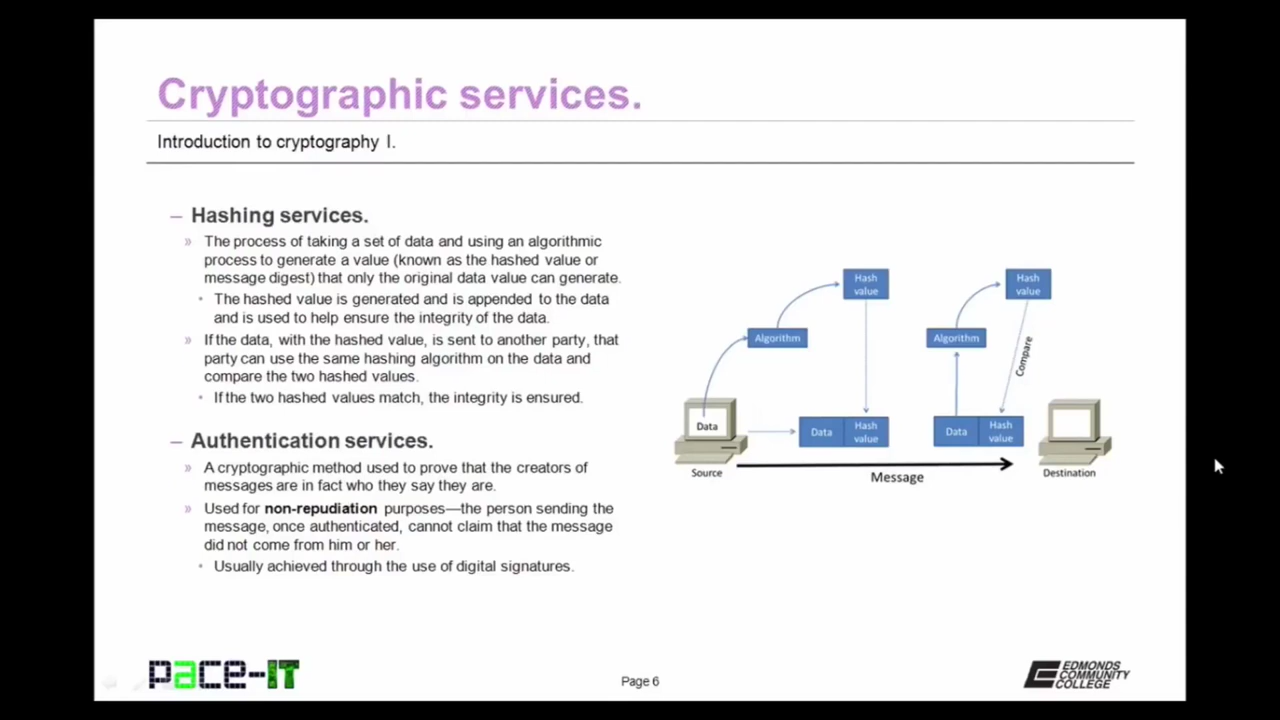 Cryptographic services.
Introduction to cryptography I.
– Hashing services.
» The process of taking a set of data and using an algorithmic
process to generate a value (known as the hashed value or
message digest) that only the original data value can generate.
• The hashed value is generated and is appended to the data
and is used to help ensure the integrity of the data.
» If the data, with the hashed value, is sent to another party, that
party can use the same hashing algorithm on the data and
compare the two hashed values.
• If the two hashed values match, the integrity is ensured.
– Authentication services.
» A cryptographic method used to prove that the creators of
messages are in fact who they say they are.
» Used for non-repudiation purposes—the person sending the
message, once authenticated, cannot claim that the message
did not come from him or her.
• Usually achieved through the use of digital signatures.
Hash
value
Algorithm
Data
Source
Data
Hash
value
Message
Hash
value
Algorithm
Compare
Data
Hash
value
Destination
pace-IT
Page 6
EDMONDS
COMMUNITY
COLLEGE